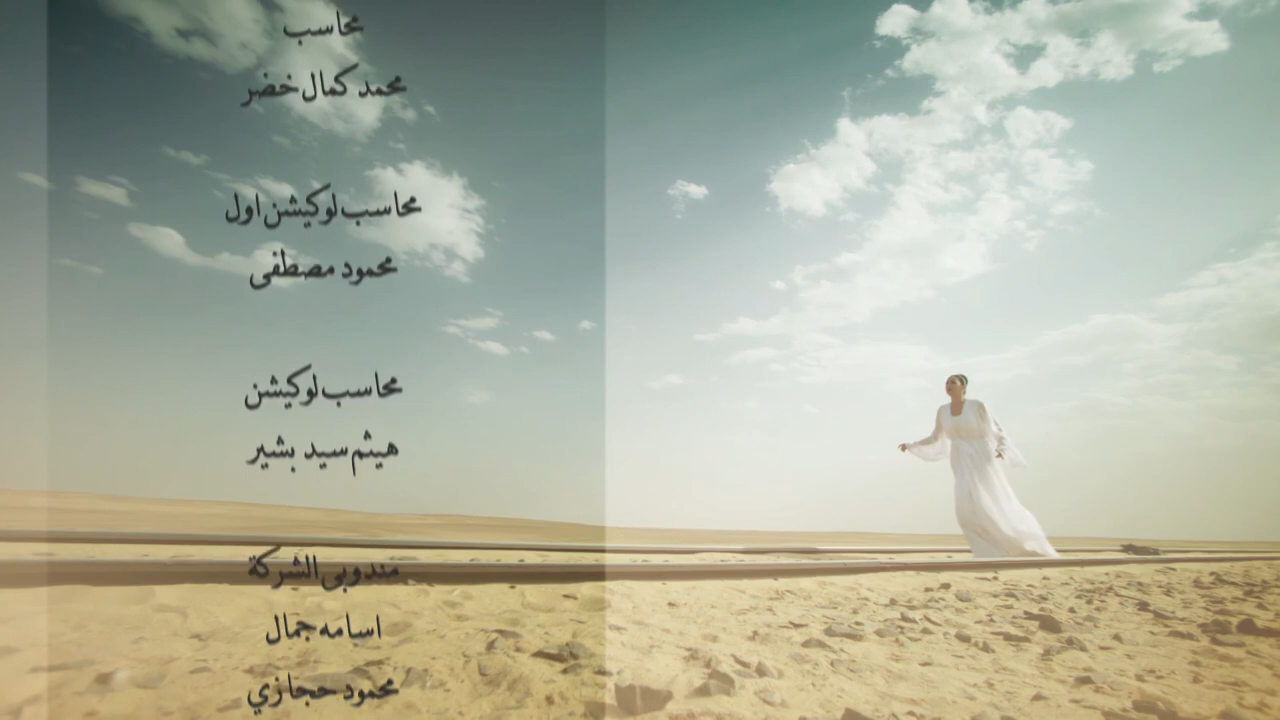 محاسب
محمد كمال خضر
محاسب لوكيشن اول
محمود مصطفى
محاسب لوكيشن
هيثم سيد بشير
مندوبى الشركة
اسامه جمال
محمود حجازي